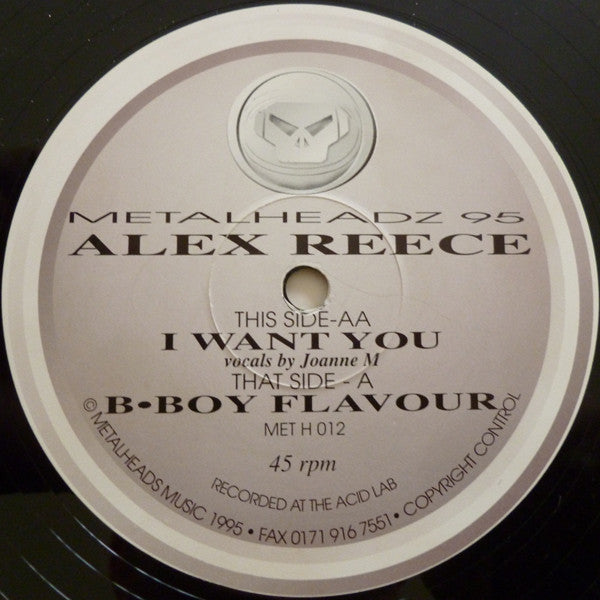 METALHEADZ 95
ALEX REECE
THIS SIDE-AA
I WANT YOU
vocals by Joanne M
THAT SIDE - A
B•BOY FLAVOUR
MET H 012
45 rpm
RECORDED AT THE ACID LAB
© METALHEADS MUSIC 1995 • FAX 0171 916 7551 • COPYRIGHT CONTROL